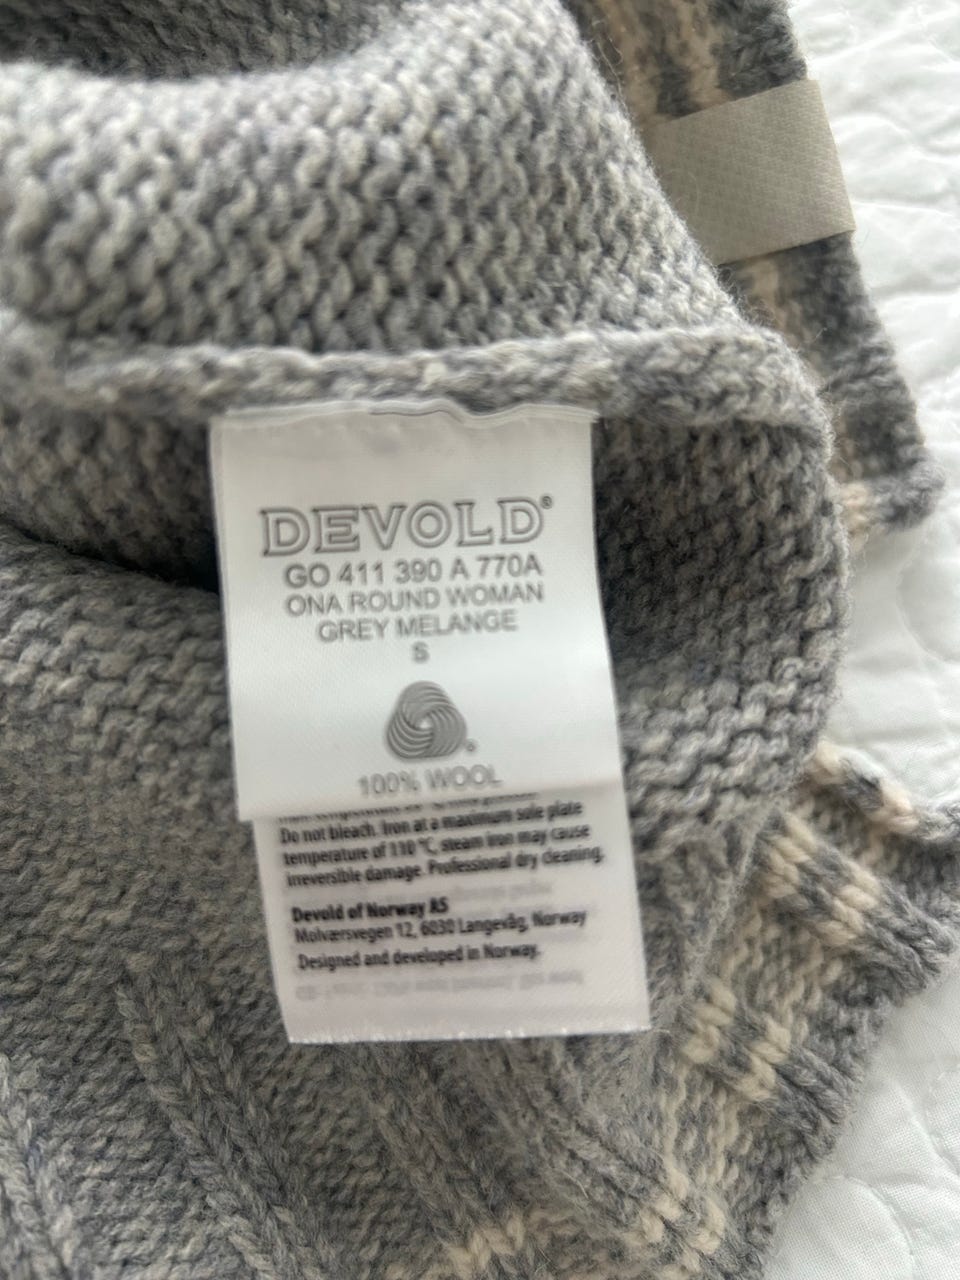 DEVOLD®
GO 411 390 A 770A
ONA ROUND WOMAN
GREY MELANGE
S
100% WOOL
Do not bleach. Iron at a maximum sole plate
temperature of 110 °C, steam iron may cause
irreversible damage. Professional dry cleaning.
Devold of Norway AS
Molværsvegen 12, 6030 Langevåg, Norway
Designed and developed in Norway.